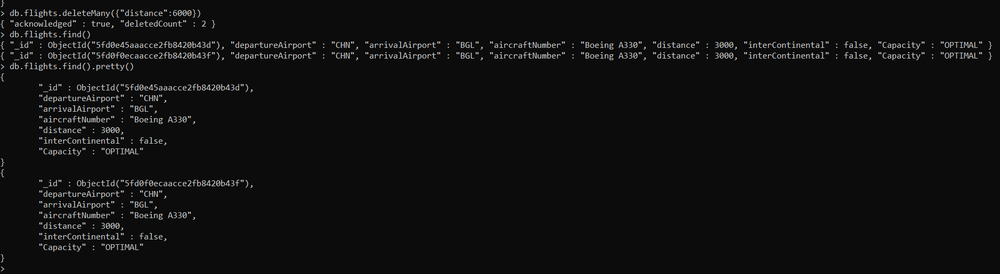 }
> db.flights.deleteMany({"distance":6000})
{ "acknowledged" : true, "deletedCount" : 2 }
> db.flights.find()
{ "_id" : ObjectId("5fd0e45aaacce2fb8420b43d"), "departureAirport" : "CHN", "arrivalAirport" : "BGL", "aircraftNumber" : "Boeing A330", "distance" : 3000, "interContinental" : false, "Capacity" : "OPTIMAL" }
{ "_id" : ObjectId("5fd0f0ecaacce2fb8420b43f"), "departureAirport" : "CHN", "arrivalAirport" : "BGL", "aircraftNumber" : "Boeing A330", "distance" : 3000, "interContinental" : false, "Capacity" : "OPTIMAL" }
> db.flights.find().pretty()
{
        "_id" : ObjectId("5fd0e45aaacce2fb8420b43d"),
        "departureAirport" : "CHN",
        "arrivalAirport" : "BGL",
        "aircraftNumber" : "Boeing A330",
        "distance" : 3000,
        "interContinental" : false,
        "Capacity" : "OPTIMAL"
}
{
        "_id" : ObjectId("5fd0f0ecaacce2fb8420b43f"),
        "departureAirport" : "CHN",
        "arrivalAirport" : "BGL",
        "aircraftNumber" : "Boeing A330",
        "distance" : 3000,
        "interContinental" : false,
        "Capacity" : "OPTIMAL"
}
>